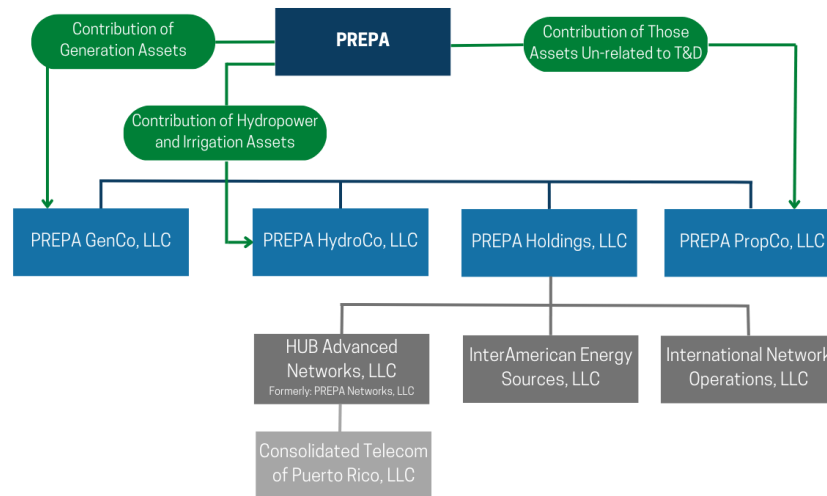 Contribution of
Generation Assets
PREPA
Contribution of Those
Assets Un-related to T&D
Contribution of Hydropower
and Irrigation Assets
PREPA GenCo, LLC
PREPA HydroCo, LLC
PREPA Holdings, LLC
PREPA PropCo, LLC
HUB Advanced
Networks, LLC
Formerly: PREPA Networks, LLC
InterAmerican Energy
Sources, LLC
International Network
Operations, LLC
Consolidated Telecom
of Puerto Rico, LLC